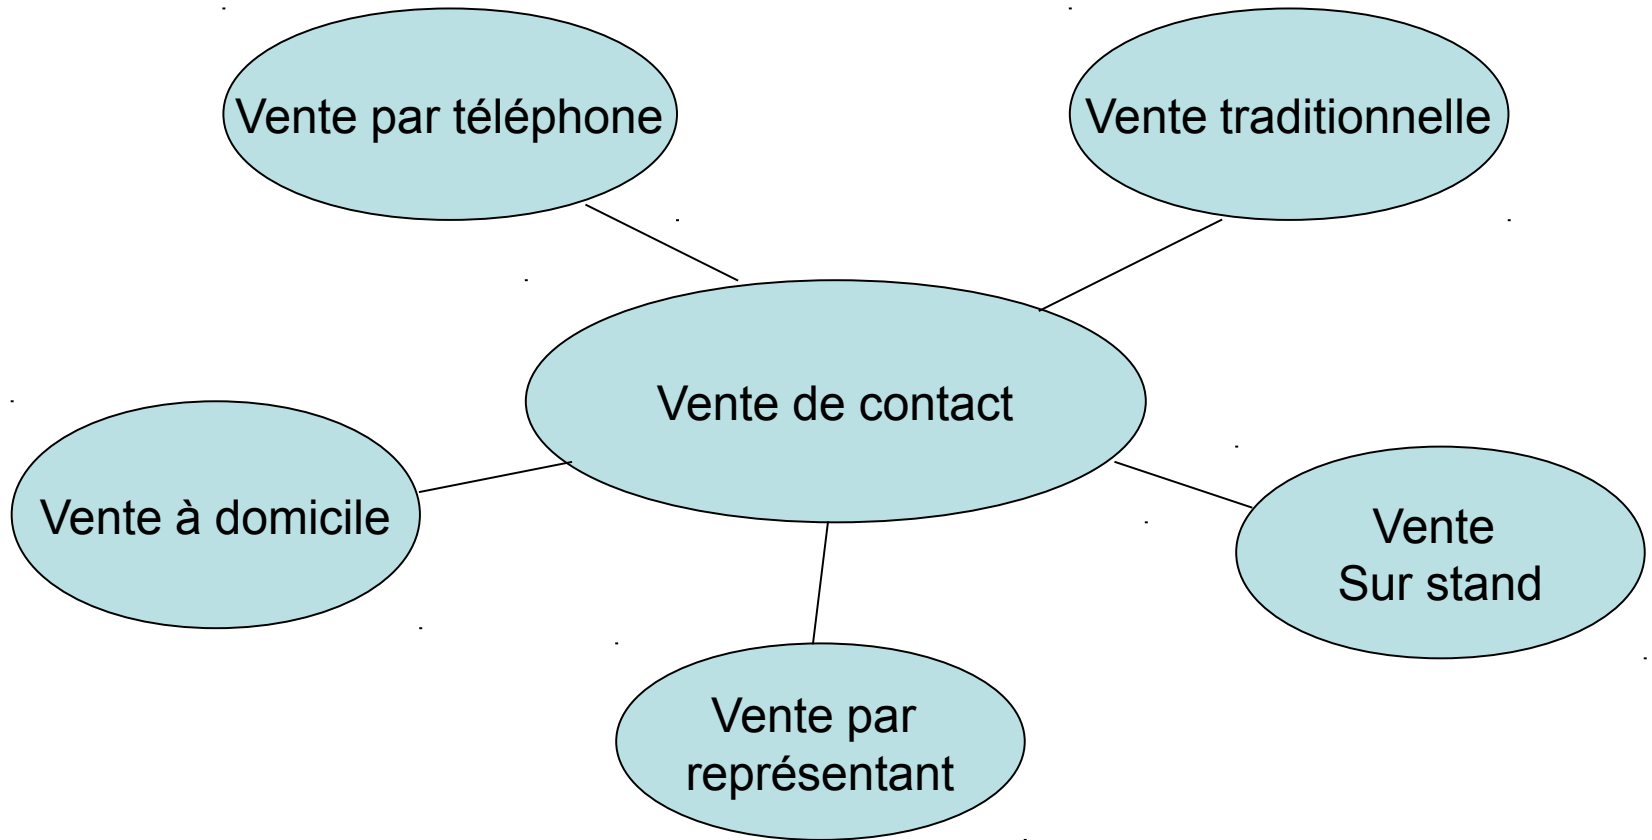 Vente par téléphone
Vente traditionnelle
Vente de contact
Vente à domicile
Vente
Sur stand
Vente par
représentant